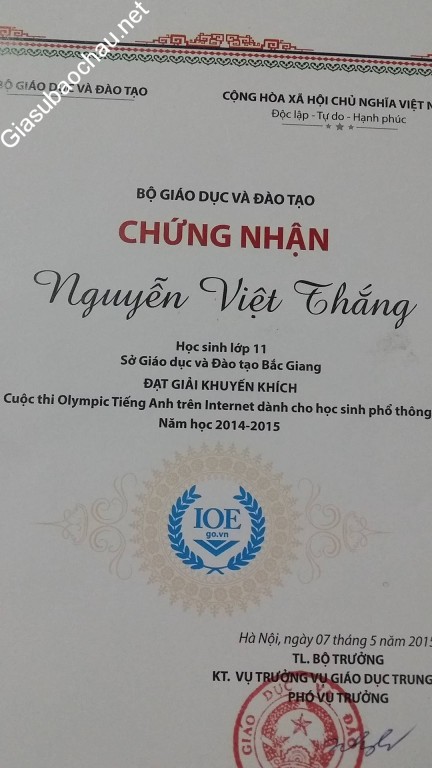 Giasubaochau.net
BỘ GIÁO DỤC VÀ ĐÀO TẠO
CỘNG HÒA XÃ HỘI CHỦ NGHĨA VIỆT N
Độc lập - Tự do - Hạnh phúc
BỘ GIÁO DỤC VÀ ĐÀO TẠO
CHỨNG NHẬN
Nguyễn Việt Thắng
Học sinh lớp 11
Sở Giáo dục và Đào tạo Bắc Giang
ĐẠT GIẢI KHUYẾN KHÍCH
Cuộc thi Olympic Tiếng Anh trên Internet dành cho học sinh phổ thông
Năm học 2014-2015
IOE
go.vn
Hà Nội, ngày 07 tháng 5 năm 2015
TL. BỘ TRƯỞNG
KT. VỤ TRƯỞNG VỤ GIÁO DỤC TRUNG
PHÓ VỤ TRƯỞNG
GIÁO DỤC VÀ ĐÀO